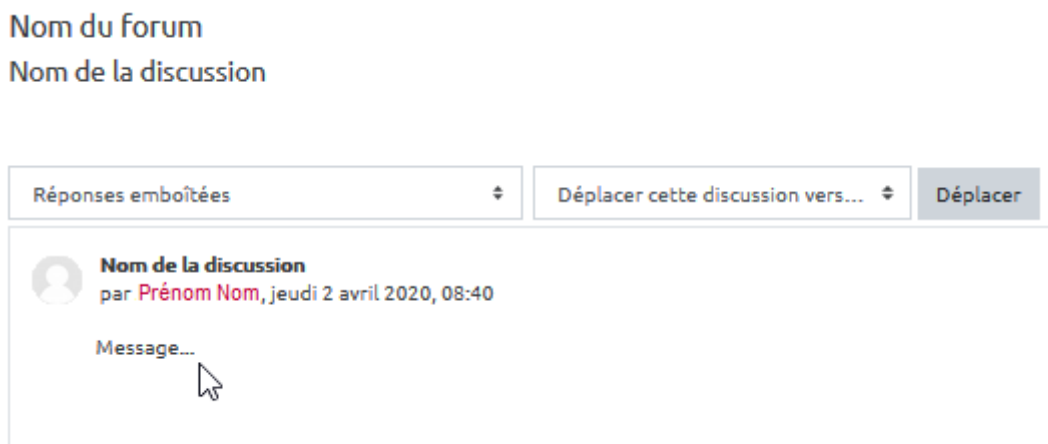 Nom du forum
Nom de la discussion
Réponses emboîtées
Déplacer cette discussion vers...
Déplacer
Nom de la discussion
par Prénom Nom, jeudi 2 avril 2020, 08:40
Message...